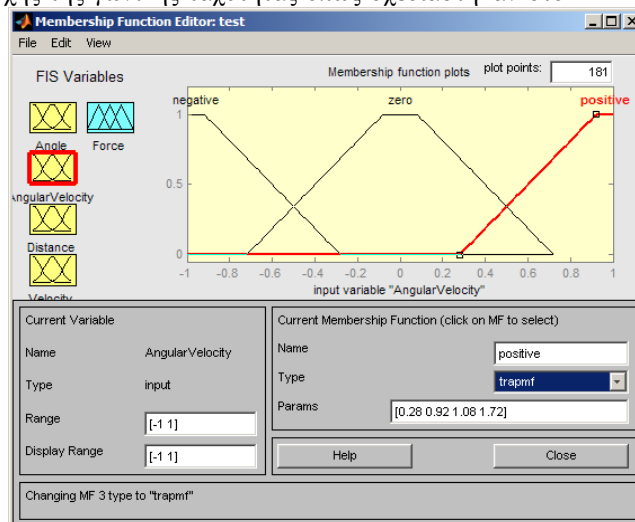 Membership Function Editor: test
File Edit View
FIS Variables
Membership function plots plot points: 181
negative zero positive
1
0.5
0
-1 -0.8 -0.6 -0.4 -0.2 0 0.2 0.4 0.6 0.8 1
input variable "AngularVelocity"
Angle Force
AngularVelocity
Distance
Velocity
Current Variable
Name AngularVelocity
Type input
Range [-1 1]
Display Range [-1 1]
Current Membership Function (click on MF to select)
Name positive
Type trapmf
Params [0.28 0.92 1.08 1.72]
Help Close
Changing MF 3 type to "trapmf"